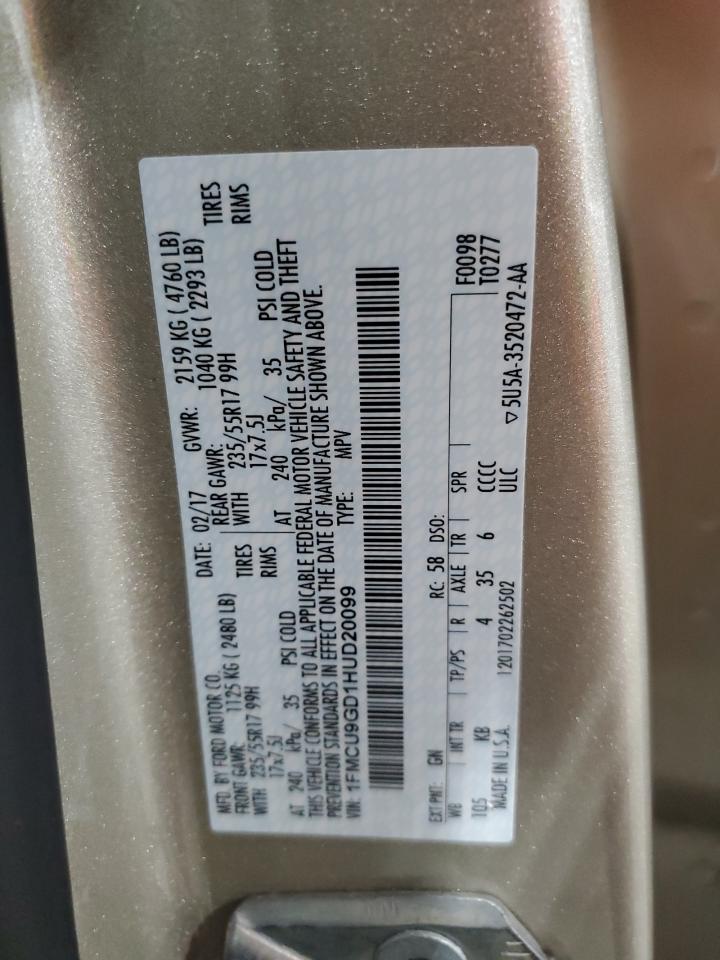 MFD. BY FORD MOTOR CO.
DATE: 02/17 GVWR: 2159 KG ( 4760 LB)
FRONT GAWR: 1125 KG ( 2480 LB) REAR GAWR: 1040 KG ( 2293 LB)
WITH 235/55R17 99H TIRES WITH 235/55R17 99H TIRES
17x7.5J RIMS 17x7.5J RIMS
AT 240 kPa/ 35 PSI COLD AT 240 kPa/ 35 PSI COLD
THIS VEHICLE CONFORMS TO ALL APPLICABLE FEDERAL MOTOR VEHICLE SAFETY AND THEFT
PREVENTION STANDARDS IN EFFECT ON THE DATE OF MANUFACTURE SHOWN ABOVE.
VIN: 1FMCU9GD1HUD20099 TYPE: MPV
EXT PNT: GN RC: 58 DSO: F0098
WB INT TR TP/PS R AXLE TR SPR T0277
105 KB 4 35 6 CCCC
MADE IN U.S.A. 1201702262502 ULC ▽5U5A-3520472-AA